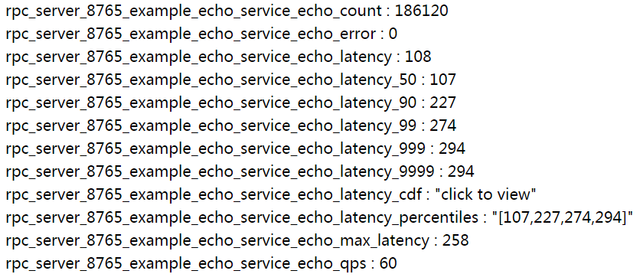 rpc_server_8765_example_echo_service_echo_count : 186120
rpc_server_8765_example_echo_service_echo_error : 0
rpc_server_8765_example_echo_service_echo_latency : 108
rpc_server_8765_example_echo_service_echo_latency_50 : 107
rpc_server_8765_example_echo_service_echo_latency_90 : 227
rpc_server_8765_example_echo_service_echo_latency_99 : 274
rpc_server_8765_example_echo_service_echo_latency_999 : 294
rpc_server_8765_example_echo_service_echo_latency_9999 : 294
rpc_server_8765_example_echo_service_echo_latency_cdf : "click to view"
rpc_server_8765_example_echo_service_echo_latency_percentiles : "[107,227,274,294]"
rpc_server_8765_example_echo_service_echo_max_latency : 258
rpc_server_8765_example_echo_service_echo_qps : 60